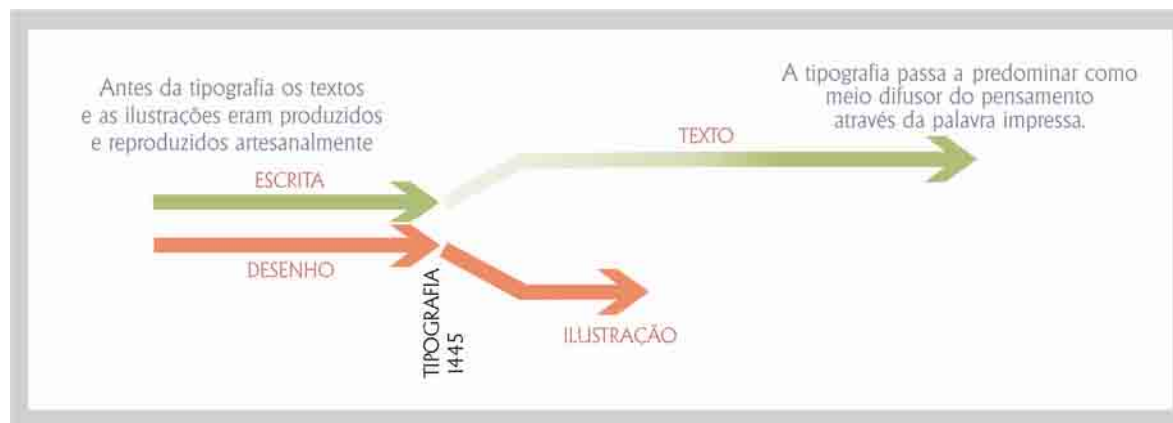 Antes da tipografia os textos
e as ilustrações eram produzidos
e reproduzidos artesanalmente
ESCRITA
DESENHO
TIPOGRAFIA
1445
TEXTO
ILUSTRAÇÃO
A tipografia passa a predominar como
meio difusor do pensamento
através da palavra impressa.